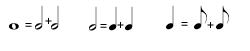 𝅝 = 𝅗𝅥 + 𝅗𝅥 𝅗𝅥 = 𝅘𝅥 + 𝅘𝅥 𝅘𝅥 = 𝅘𝅥𝅮 + 𝅘𝅥𝅮